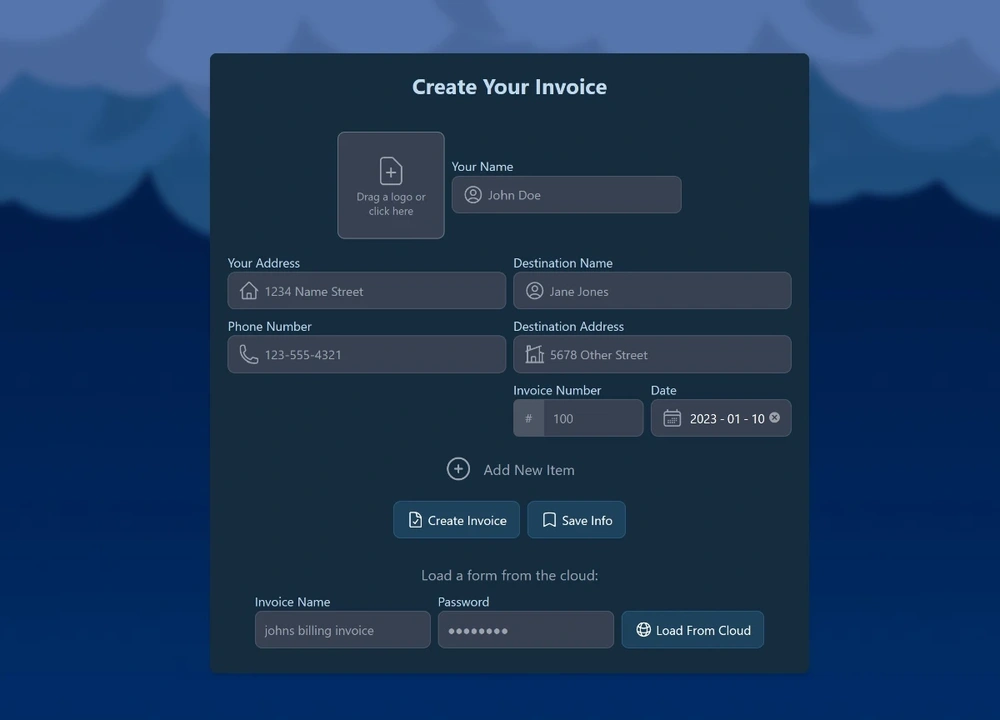 Create Your Invoice
Drag a logo or
click here
Your Name
John Doe
Your Address
1234 Name Street
Destination Name
Jane Jones
Phone Number
123-555-4321
Destination Address
5678 Other Street
Invoice Number
# 100
Date
2023 - 01 - 10
Add New Item
Create Invoice
Save Info
Load a form from the cloud:
Invoice Name
johns billing invoice
Password
●●●●●●●●
Load From Cloud